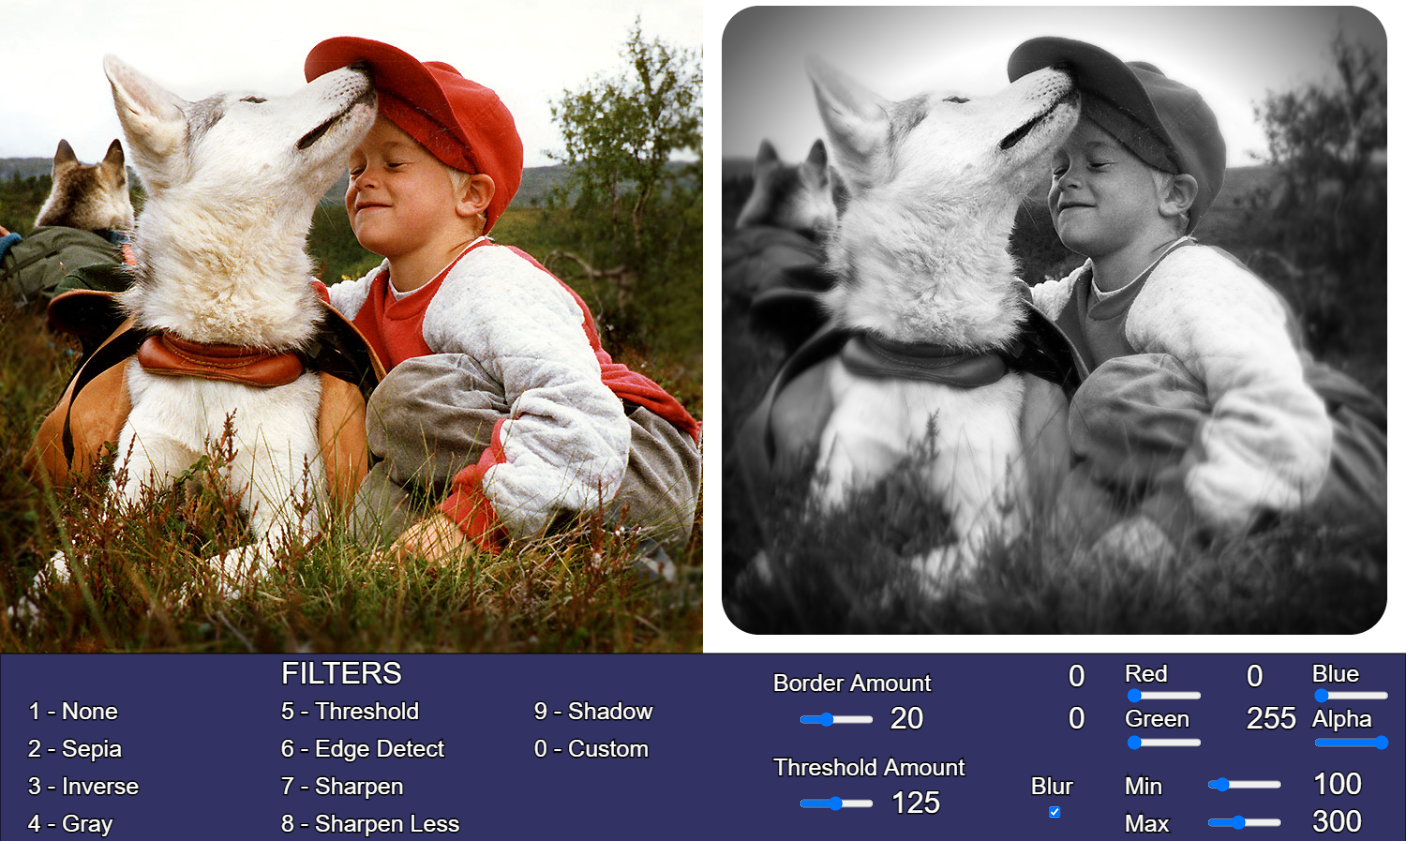 FILTERS
1 - None
2 - Sepia
3 - Inverse
4 - Gray
5 - Threshold
6 - Edge Detect
7 - Sharpen
8 - Sharpen Less
9 - Shadow
0 - Custom
Border Amount
20
Threshold Amount
125
Blur
0 Red
0 Green
0 Blue
255 Alpha
Min 100
Max 300